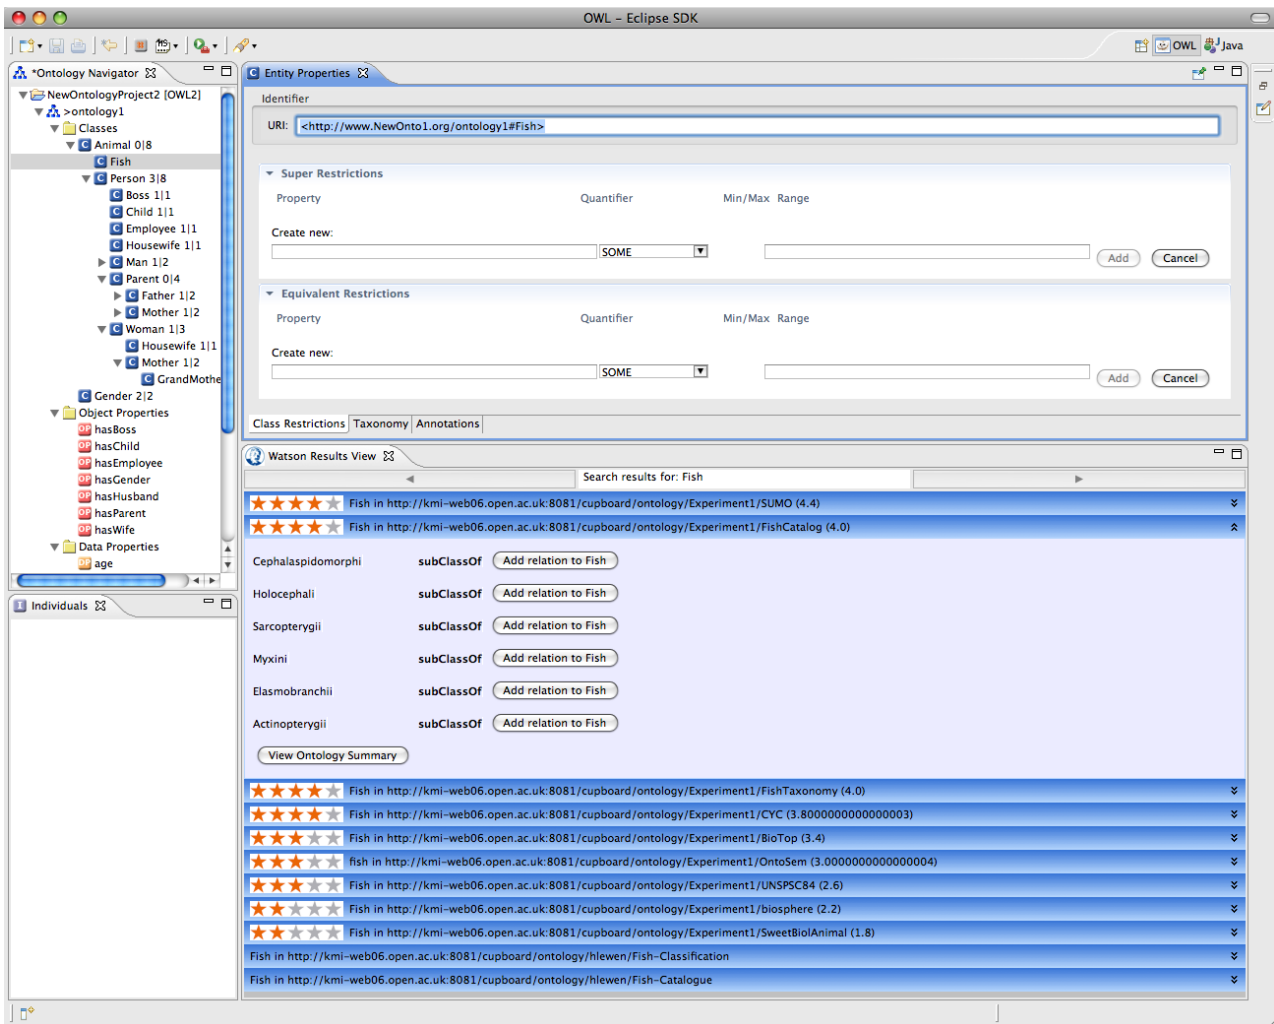 OWL - Eclipse SDK
OWL Java
*Ontology Navigator
NewOntologyProject2 [OWL2]
>ontology1
Classes
C Animal 0|8
C Fish
C Person 3|8
C Boss 1|1
C Child 1|1
C Employee 1|1
C Housewife 1|1
C Man 1|2
C Parent 0|4
C Father 1|2
C Mother 1|2
C Woman 1|3
C Housewife 1|1
C Mother 1|2
C GrandMothe
C Gender 2|2
Object Properties
OP hasBoss
OP hasChild
OP hasEmployee
OP hasGender
OP hasHusband
OP hasParent
OP hasWife
Data Properties
DP age
I Individuals
C Entity Properties
Identifier
URI: <http://www.NewOnto1.org/ontology1#Fish>
Super Restrictions
Property Quantifier Min/Max Range
Create new:
SOME Add Cancel
Equivalent Restrictions
Property Quantifier Min/Max Range
Create new:
SOME Add Cancel
Class Restrictions Taxonomy Annotations
Watson Results View
Search results for: Fish
Fish in http://kmi-web06.open.ac.uk:8081/cupboard/ontology/Experiment1/SUMO (4.4)
Fish in http://kmi-web06.open.ac.uk:8081/cupboard/ontology/Experiment1/FishCatalog (4.0)
Cephalaspidomorphi subClassOf Add relation to Fish
Holocephali subClassOf Add relation to Fish
Sarcopterygii subClassOf Add relation to Fish
Myxini subClassOf Add relation to Fish
Elasmobranchii subClassOf Add relation to Fish
Actinopterygii subClassOf Add relation to Fish
View Ontology Summary
Fish in http://kmi-web06.open.ac.uk:8081/cupboard/ontology/Experiment1/FishTaxonomy (4.0)
Fish in http://kmi-web06.open.ac.uk:8081/cupboard/ontology/Experiment1/CYC (3.8000000000000003)
Fish in http://kmi-web06.open.ac.uk:8081/cupboard/ontology/Experiment1/BioTop (3.4)
fish in http://kmi-web06.open.ac.uk:8081/cupboard/ontology/Experiment1/OntoSem (3.0000000000000004)
Fish in http://kmi-web06.open.ac.uk:8081/cupboard/ontology/Experiment1/UNSPSC84 (2.6)
Fish in http://kmi-web06.open.ac.uk:8081/cupboard/ontology/Experiment1/biosphere (2.2)
Fish in http://kmi-web06.open.ac.uk:8081/cupboard/ontology/Experiment1/SweetBiolAnimal (1.8)
Fish in http://kmi-web06.open.ac.uk:8081/cupboard/ontology/hlewen/Fish-Classification
Fish in http://kmi-web06.open.ac.uk:8081/cupboard/ontology/hlewen/Fish-Catalogue